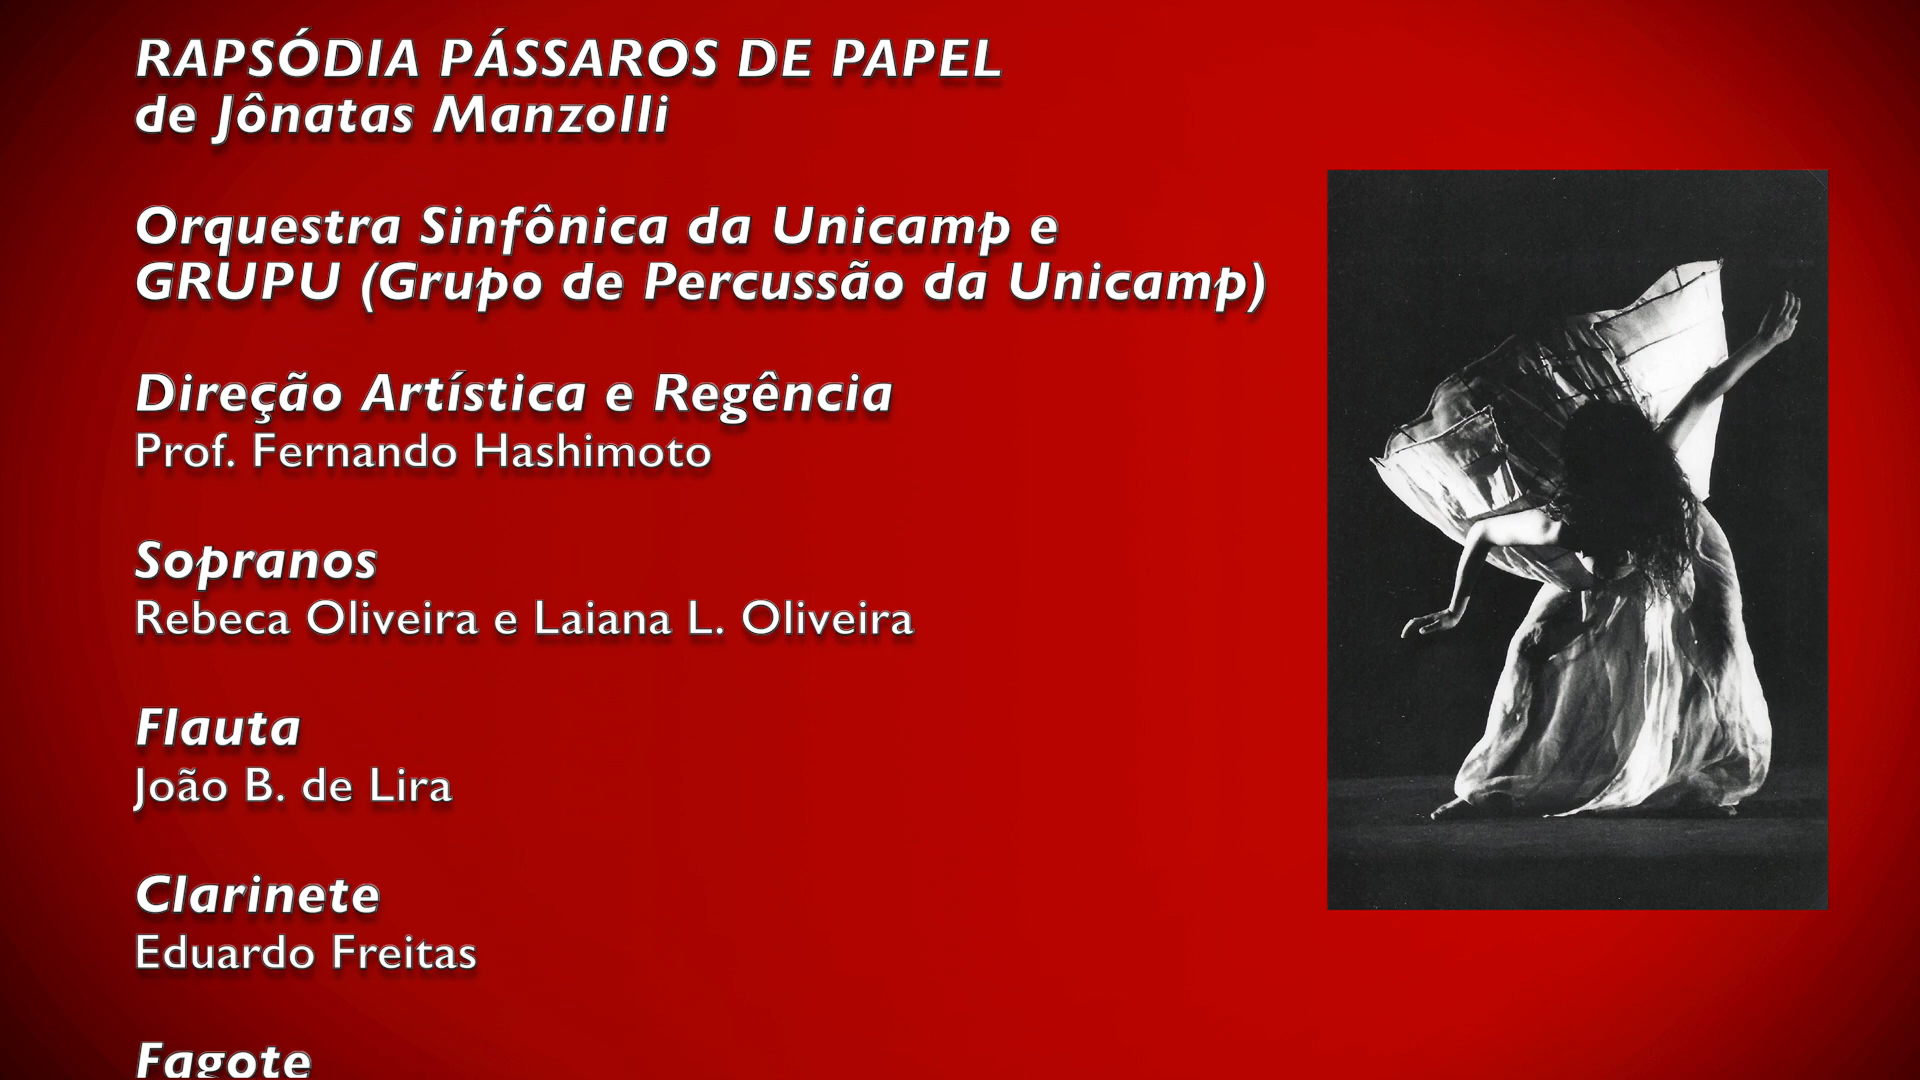 RAPSÓDIA PÁSSAROS DE PAPEL
de Jônatas Manzolli
Orquestra Sinfônica da Unicamp e
GRUPU (Grupo de Percussão da Unicamp)
Direção Artística e Regência
Prof. Fernando Hashimoto
Sopranos
Rebeca Oliveira e Laiana L. Oliveira
Flauta
João B. de Lira
Clarinete
Eduardo Freitas
Fagote